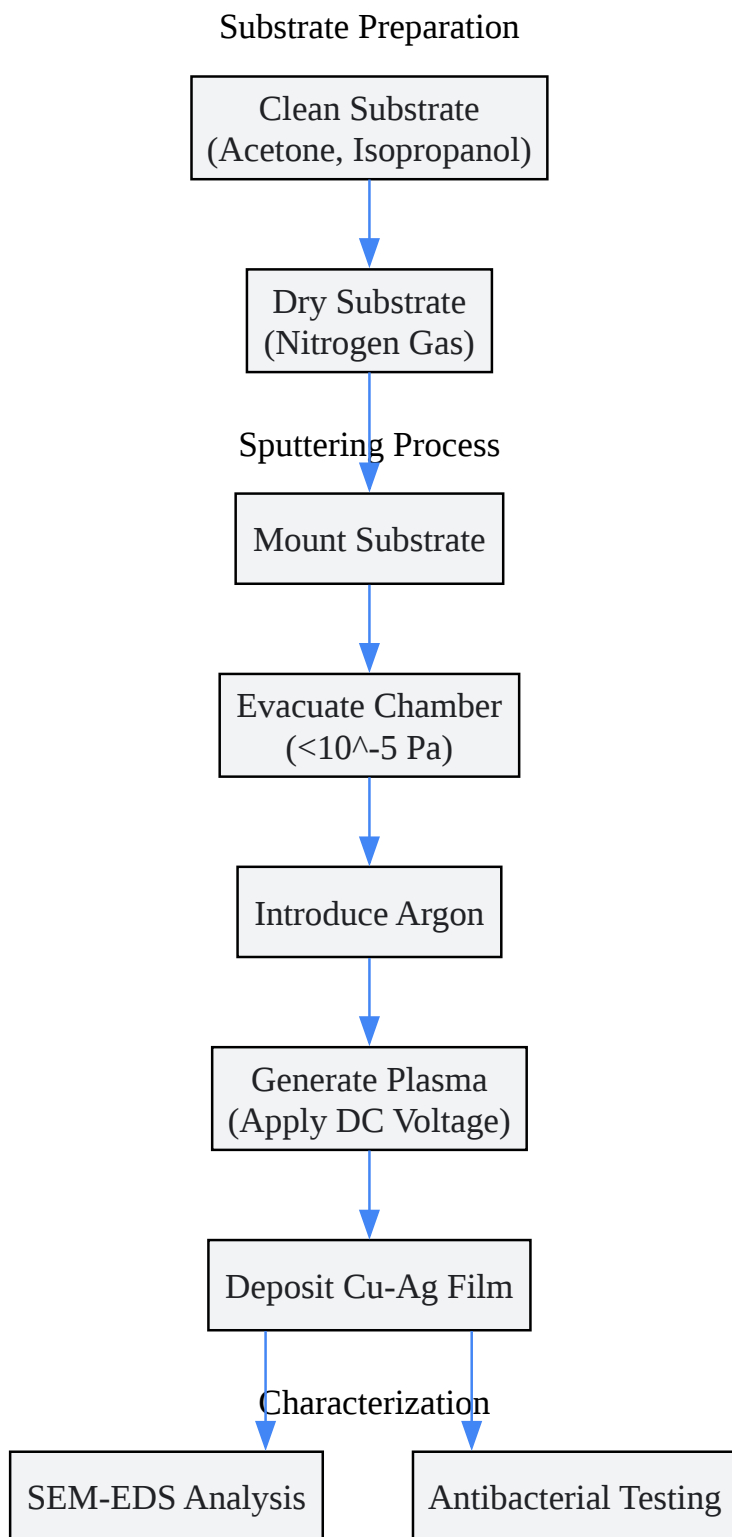 Substrate Preparation
Clean Substrate
(Acetone, Isopropanol)
Dry Substrate
(Nitrogen Gas)
Sputtering Process
Mount Substrate
Evacuate Chamber
(<10^-5 Pa)
Introduce Argon
Generate Plasma
(Apply DC Voltage)
Deposit Cu-Ag Film
Characterization
SEM-EDS Analysis
Antibacterial Testing